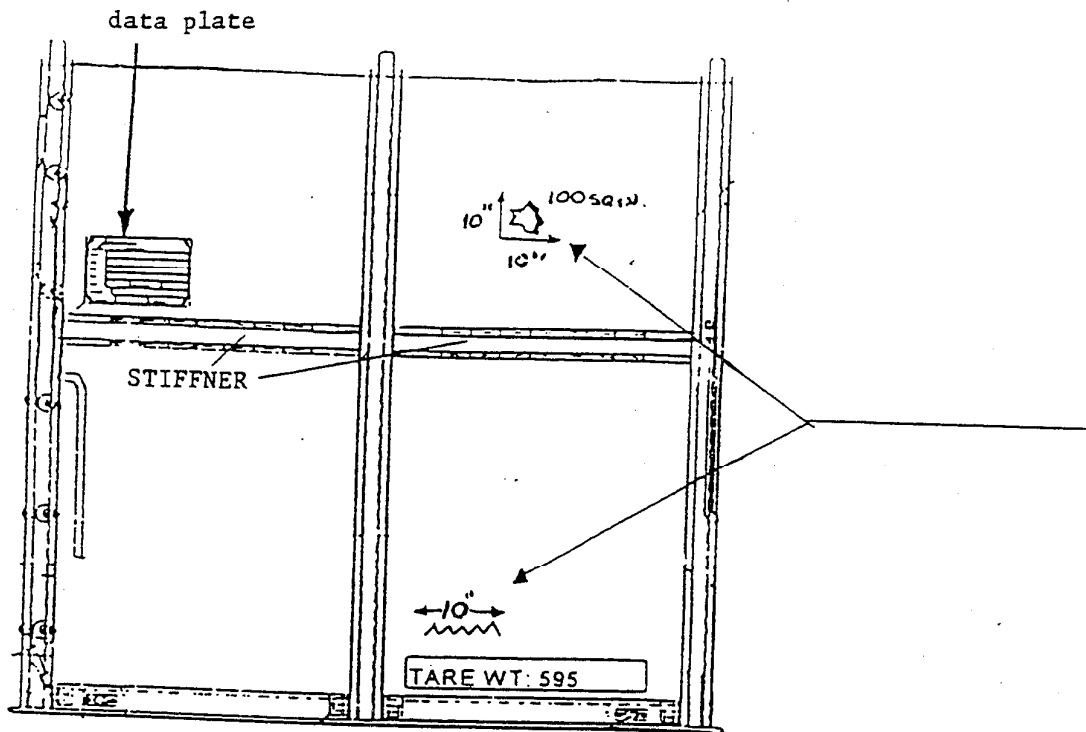 data plate
100 SQ IN.
10"
10"
STIFFNER
10"
TARE WT: 595